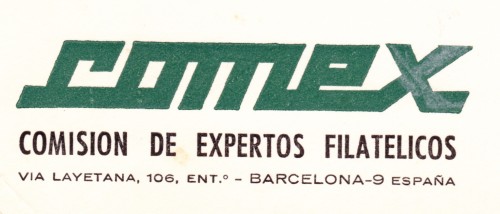 comex
COMISION DE EXPERTOS FILATELICOS
VIA LAYETANA, 106, ENT.º - BARCELONA-9 ESPAÑA